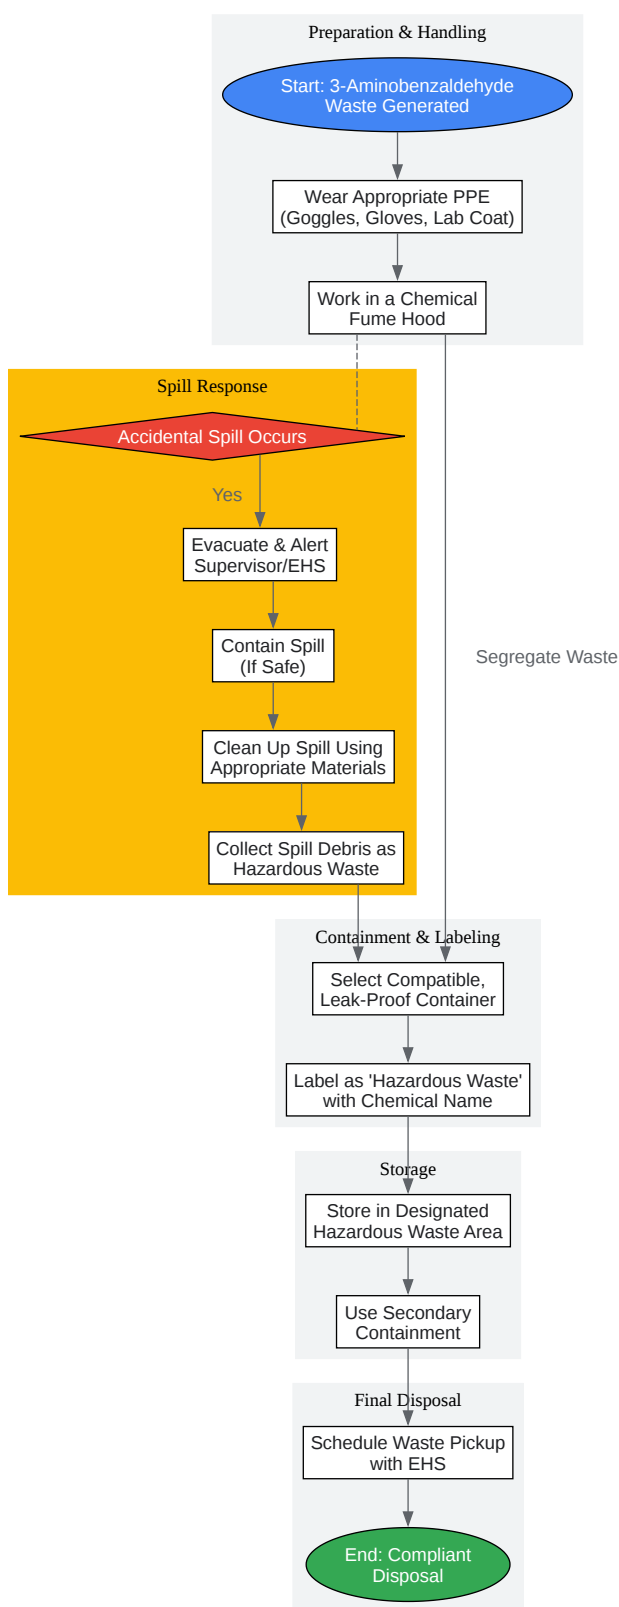 Preparation & Handling
Start: 3-Aminobenzaldehyde
Waste Generated
Wear Appropriate PPE
(Goggles, Gloves, Lab Coat)
Work in a Chemical
Fume Hood
Spill Response
Accidental Spill Occurs
Yes
Evacuate & Alert
Supervisor/EHS
Contain Spill
(If Safe)
Segregate Waste
Clean Up Spill Using
Appropriate Materials
Collect Spill Debris as
Hazardous Waste
Containment & Labeling
Select Compatible,
Leak-Proof Container
Label as 'Hazardous Waste'
with Chemical Name
Storage
Store in Designated
Hazardous Waste Area
Use Secondary
Containment
Final Disposal
Schedule Waste Pickup
with EHS
End: Compliant
Disposal